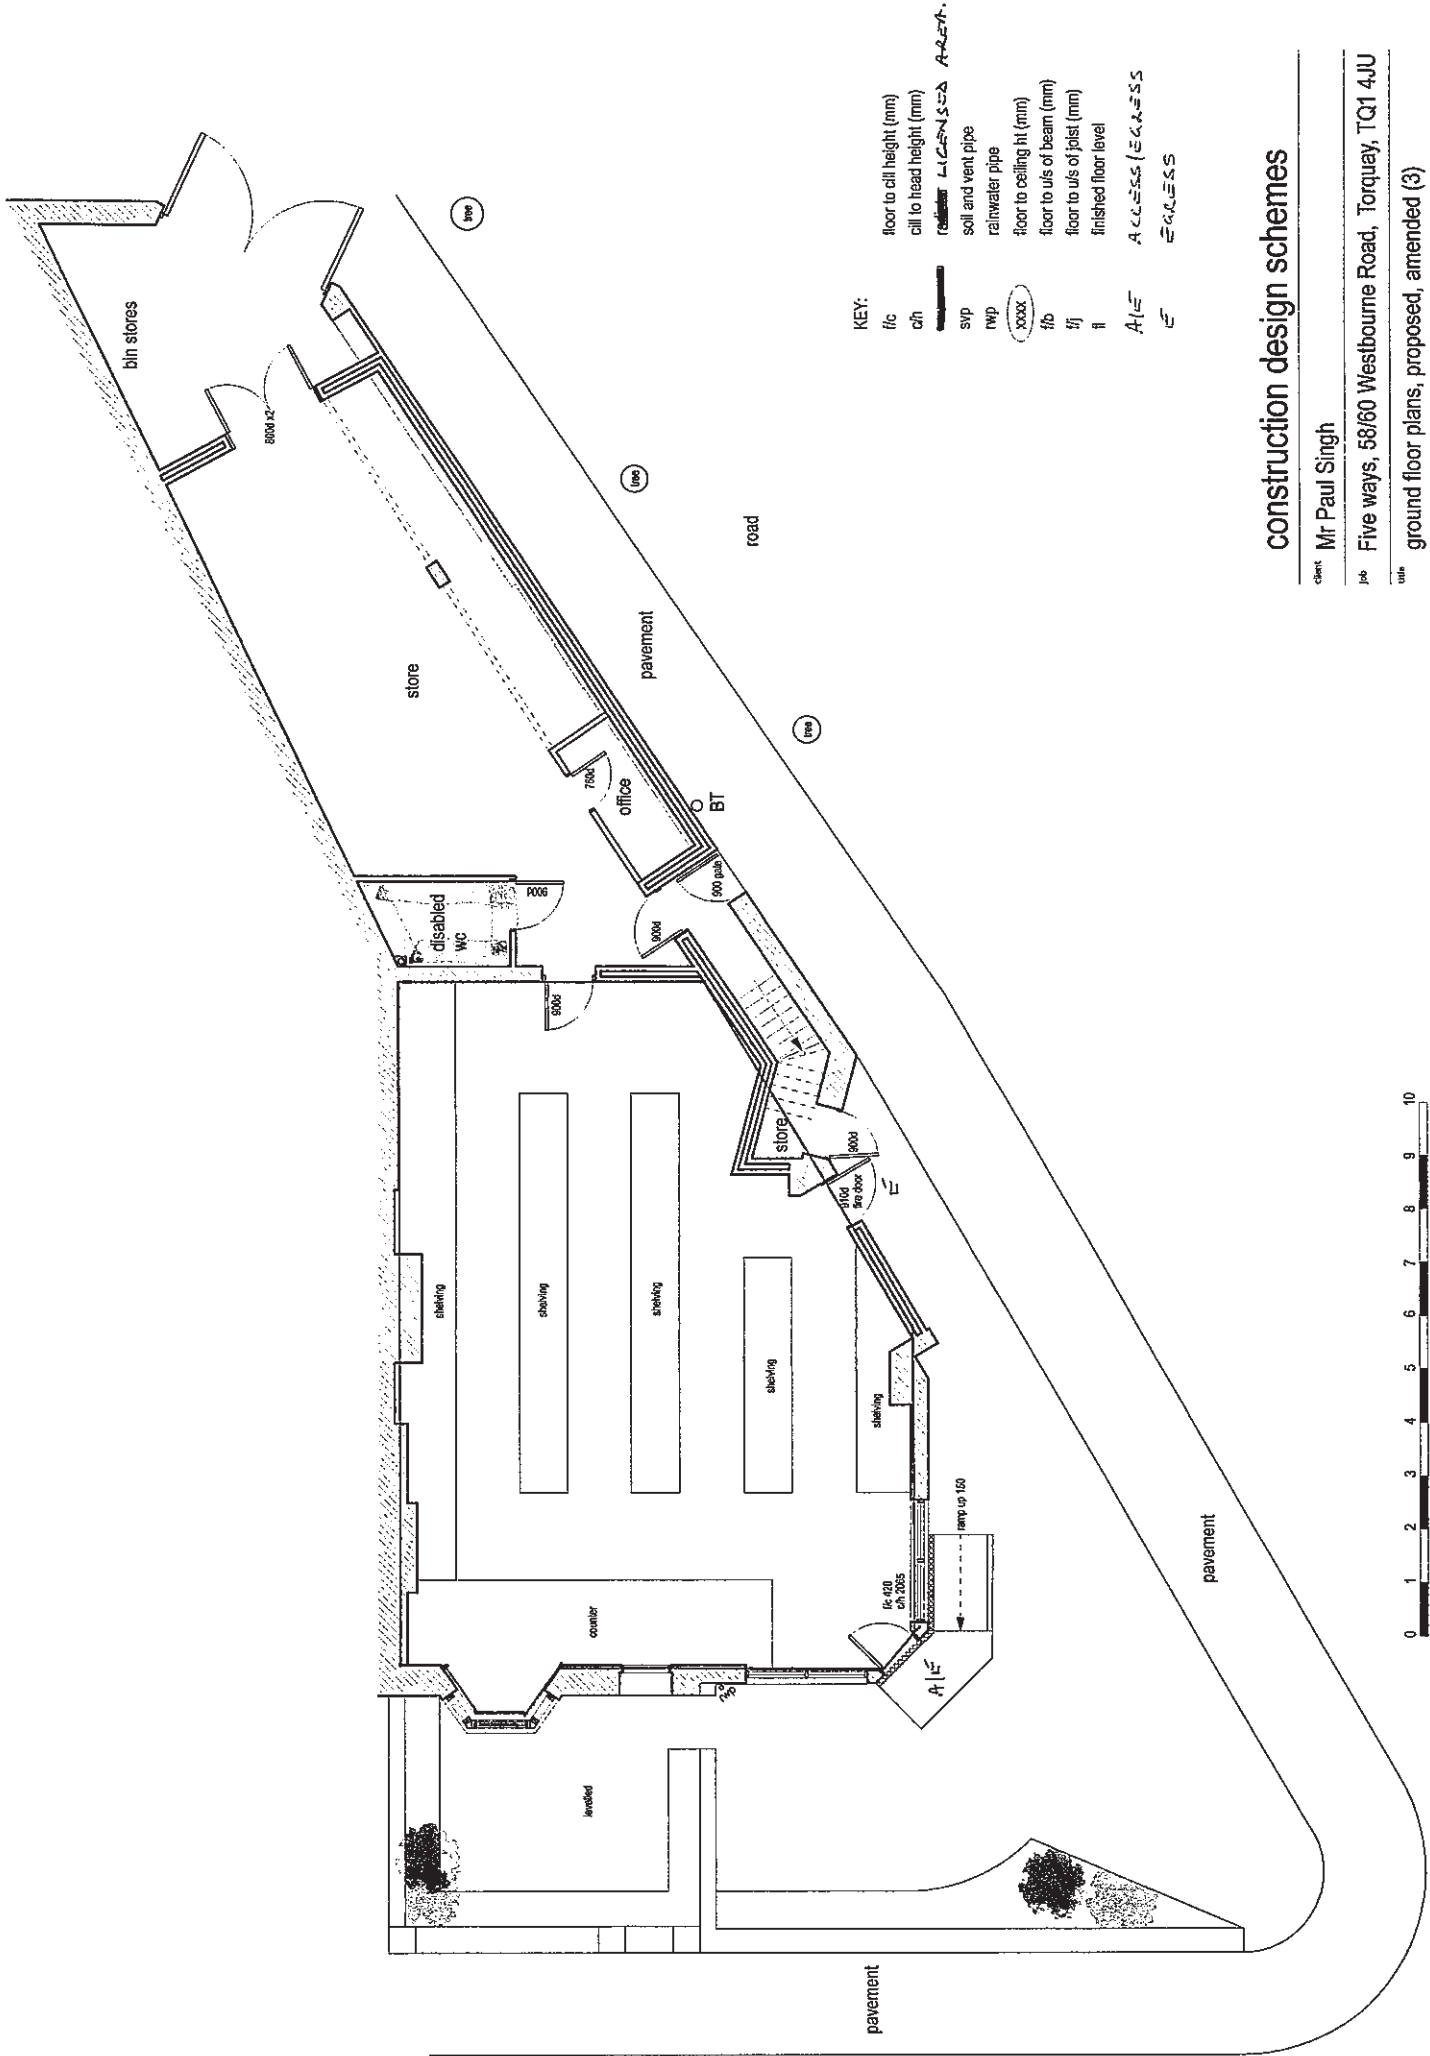 bin stores
800d x2
store
tree
tree
tree
road
pavement
760d
office
BT
disabled
wc
900d
900d
900 gate
900d
store
900d
910d
fire door
E
shelving
shelving
shelving
shelving
shelving
counter
f/c 420
c/h 2065
ramp up 150
A/E
rwp
levelled
pavement
pavement
KEY:
f/c floor to cill height (mm)
c/h cill to head height (mm)
LICENSED AREA.
svp soil and vent pipe
rwp rainwater pipe
xxxx floor to ceiling ht (mm)
f/b floor to u/s of beam (mm)
f/j floor to u/s of joist (mm)
fl finished floor level
A/E ACCESS/EGRESS
E EGRESS
construction design schemes
client Mr Paul Singh
job Five ways, 58/60 Westbourne Road, Torquay, TQ1 4JU
title ground floor plans, proposed, amended (3)
0 1 2 3 4 5 6 7 8 9 10